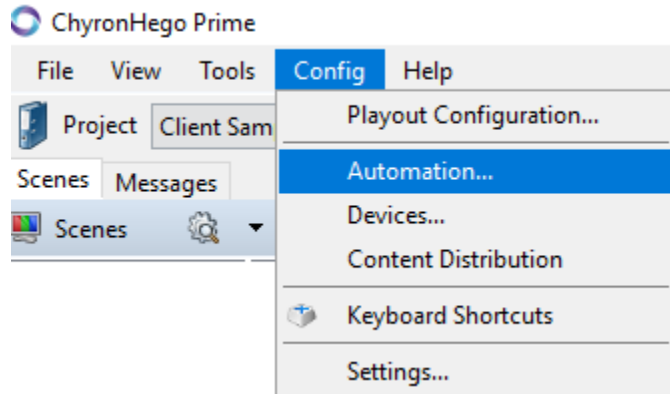 ChyronHego Prime
File View Tools Config Help
Project Client Sam
Playout Configuration...
Scenes Messages
Automation...
Scenes
Devices...
Content Distribution
Keyboard Shortcuts
Settings...